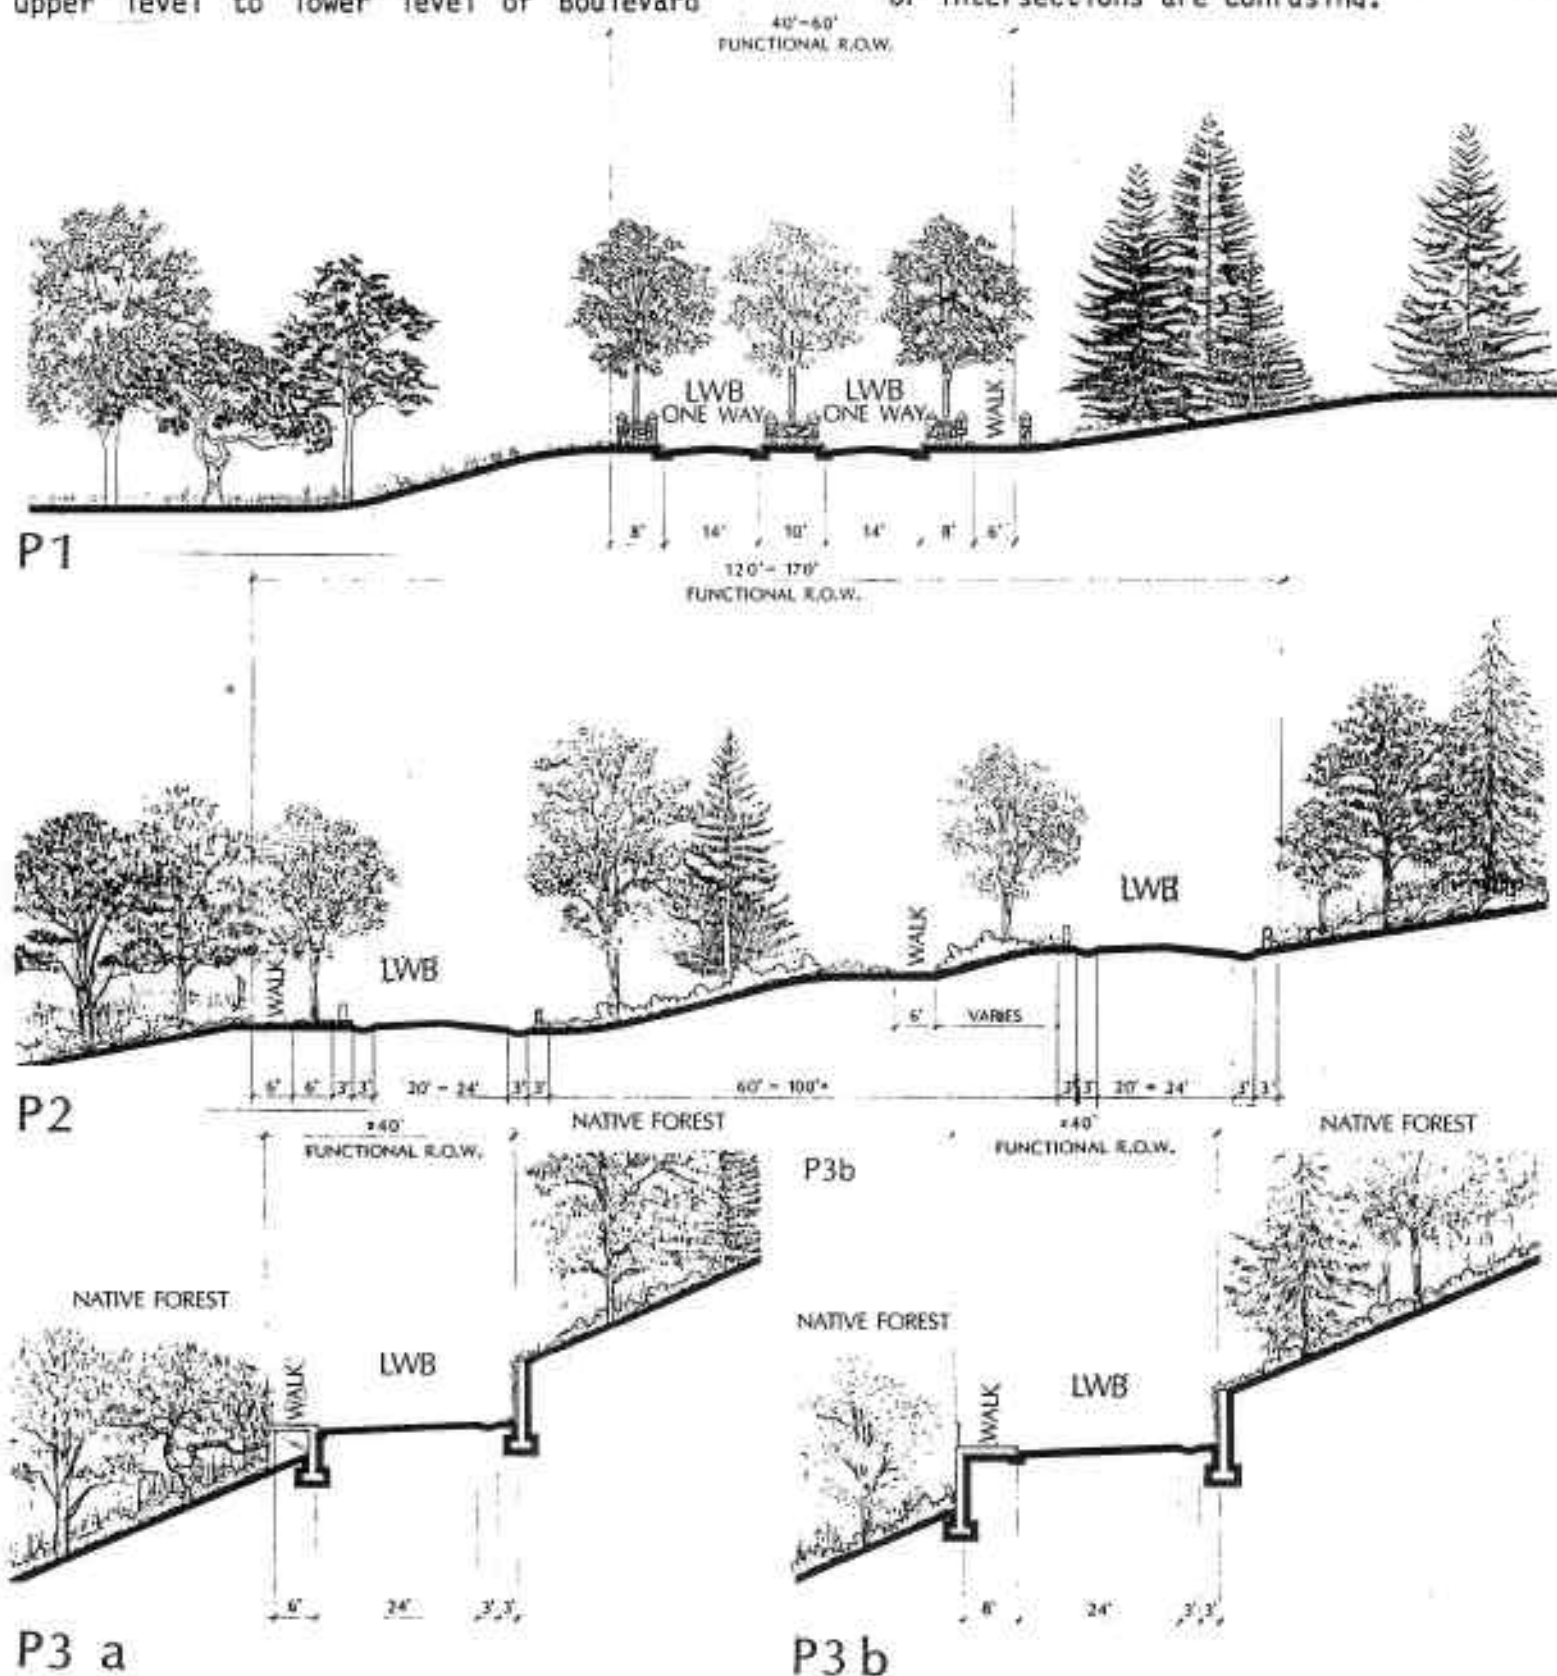 upper level to lower level of Boulevard
or intersections are confusing.
40'-60'
FUNCTIONAL R.O.W.
LWB
ONE WAY
LWB
ONE WAY
WALK
8' 14' 10' 14' 8' 6'
P1
120'- 170'
FUNCTIONAL R.O.W.
WALK
LWB
WALK
LWB
6' VARIES
6' 6' 3' 3' 20' - 24' 3' 3' 60' - 100'+ 3' 3' 20' - 24' 3' 3'
P2
±40'
FUNCTIONAL R.O.W.
NATIVE FOREST
NATIVE FOREST
WALK
LWB
6' 24' 3' 3'
P3 a
P3b
±40'
FUNCTIONAL R.O.W.
NATIVE FOREST
NATIVE FOREST
WALK
LWB
24' 3' 3'
P3 b